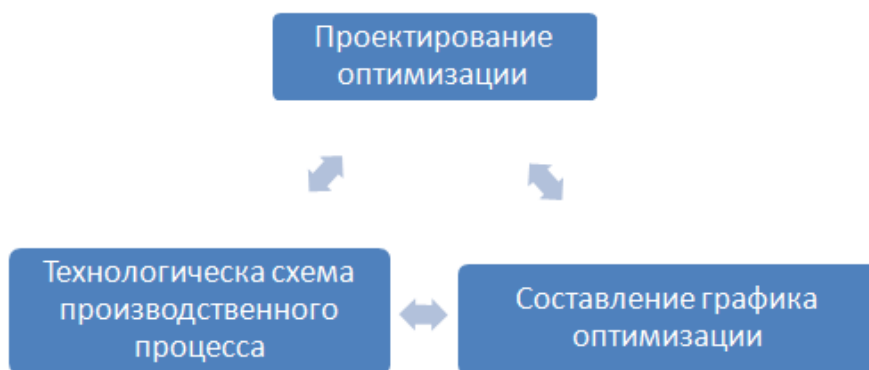 Проектирование
оптимизации
Технологическа схема
производственного
процесса
Составление графика
оптимизации